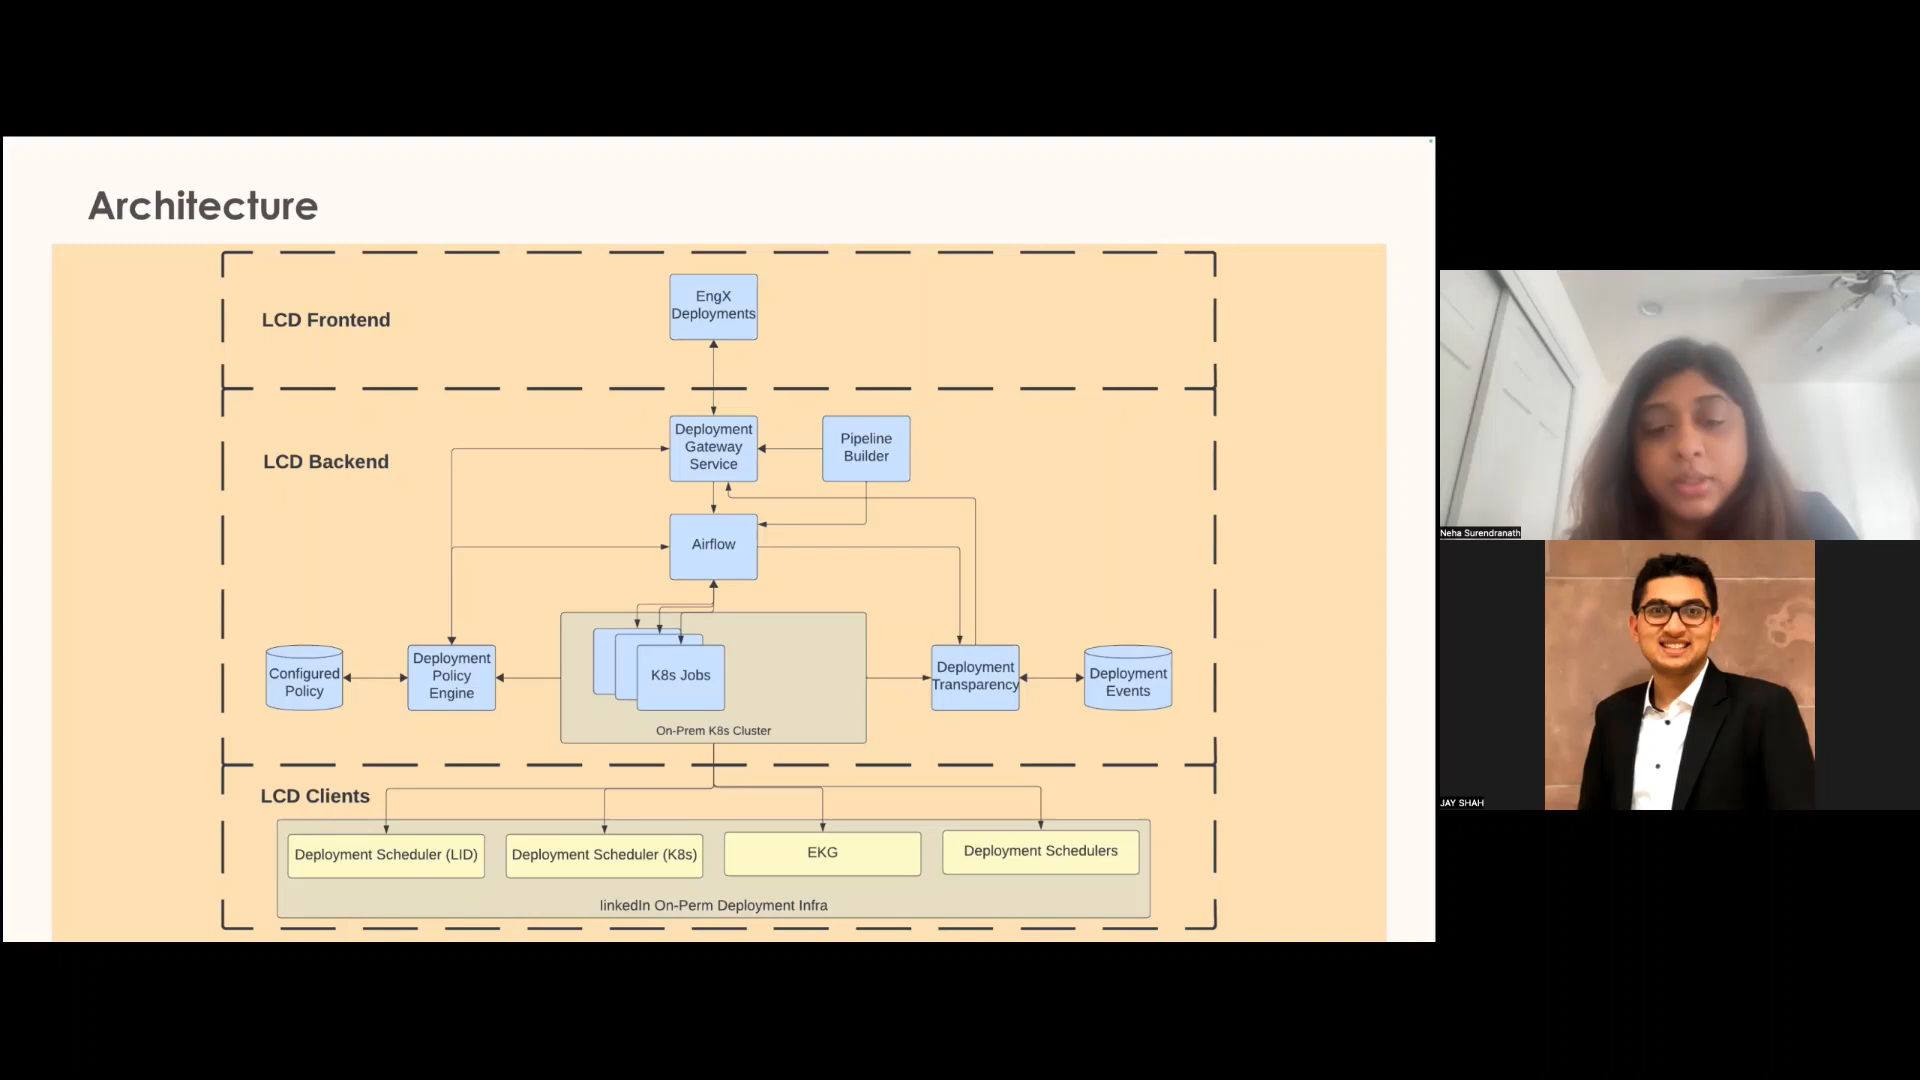 Architecture
LCD Frontend
EngX
Deployments
LCD Backend
Deployment
Gateway
Service
Pipeline
Builder
Airflow
Configured
Policy
Deployment
Policy
Engine
K8s Jobs
On-Prem K8s Cluster
Deployment
Transparency
Deployment
Events
LCD Clients
Deployment Scheduler (LID)
Deployment Scheduler (K8s)
EKG
Deployment Schedulers
linkedIn On-Perm Deployment Infra
Neha Surendranath
JAY SHAH